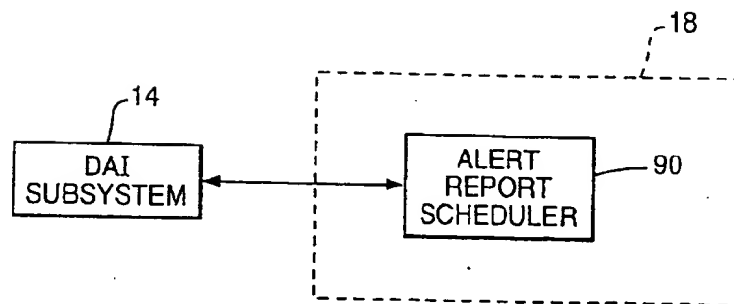 18
14
DAI
SUBSYSTEM
ALERT
REPORT
SCHEDULER
90